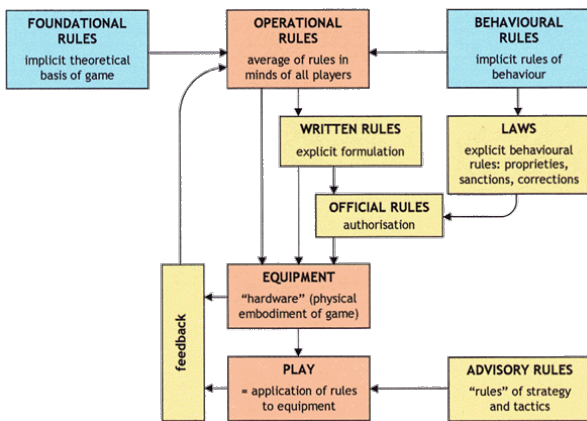 FOUNDATIONAL
RULES
implicit theoretical
basis of game
OPERATIONAL
RULES
average of rules in
minds of all players
BEHAVIOURAL
RULES
implicit rules of
behaviour
WRITTEN RULES
explicit formulation
LAWS
explicit behavioural
rules: proprieties,
sanctions, corrections
OFFICIAL RULES
authorisation
EQUIPMENT
“hardware” (physical
embodiment of game)
feedback
PLAY
= application of rules
to equipment
ADVISORY RULES
“rules” of strategy
and tactics